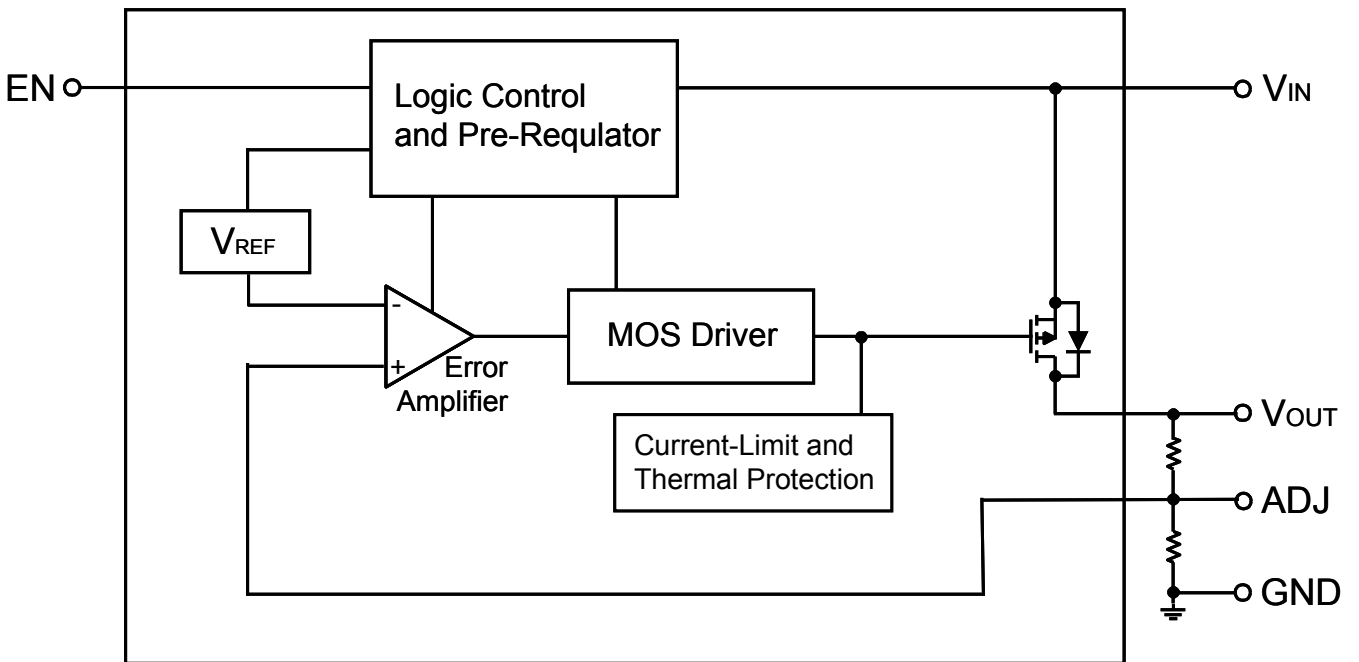 EN
Logic Control
and Pre-Requlator
VIN
VREF
-
+
Error
Amplifier
MOS Driver
Current-Limit and
Thermal Protection
VOUT
ADJ
GND